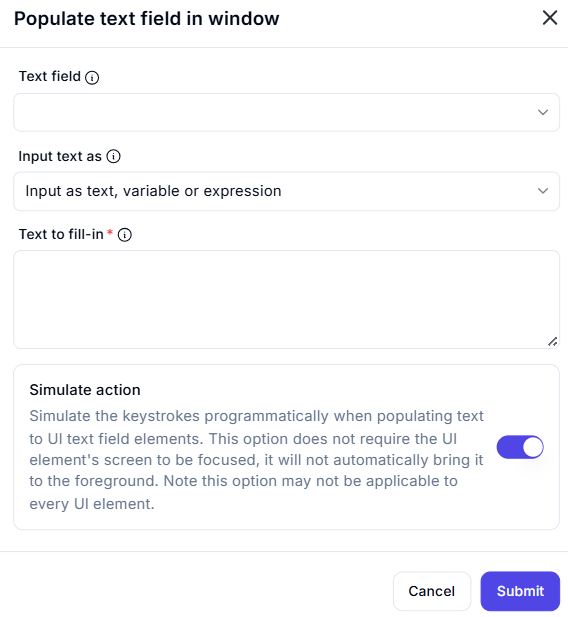 Populate text field in window
Text field
Input text as
Input as text, variable or expression
Text to fill-in *
Simulate action
Simulate the keystrokes programmatically when populating text
to UI text field elements. This option does not require the UI
element's screen to be focused, it will not automatically bring it
to the foreground. Note this option may not be applicable to
every UI element.
Cancel
Submit